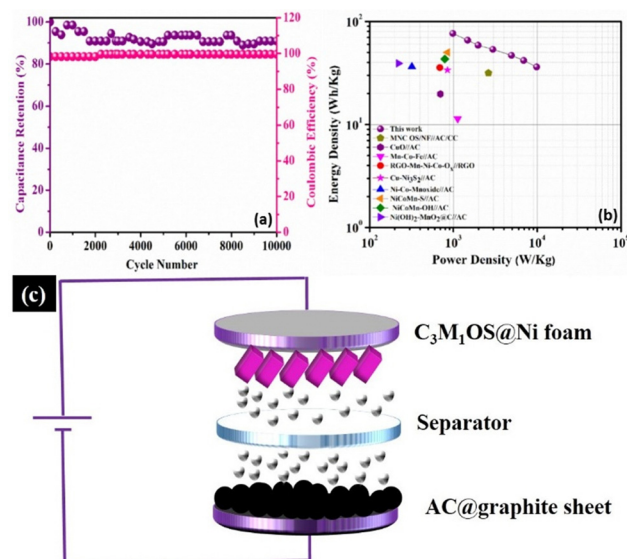 100
80
60
40
20
0
Capacitance Retention (%)
120
100
80
60
40
20
0
Coulombic Efficiency (%)
(a)
0 2000 4000 6000 8000 10000
Cycle Number
10³
10²
10¹
10⁰
Energy Density (Wh/Kg)
This work
MNC OS/NF//AC/CC
CuO//AC
Mn-Co-Fe//AC
RGO-Mn-Ni-Co-Oₓ//RGO
Cu-Ni₃S₂//AC
Ni-Co-Mnoxide//AC
NiCoMn-S//AC
NiCoMn-OH//AC
Ni(OH)₂-MnO₂@C//AC
(b)
10² 10³ 10⁴ 10⁵
Power Density (W/Kg)
(c)
C₃M₁OS@Ni foam
Separator
AC@graphite sheet